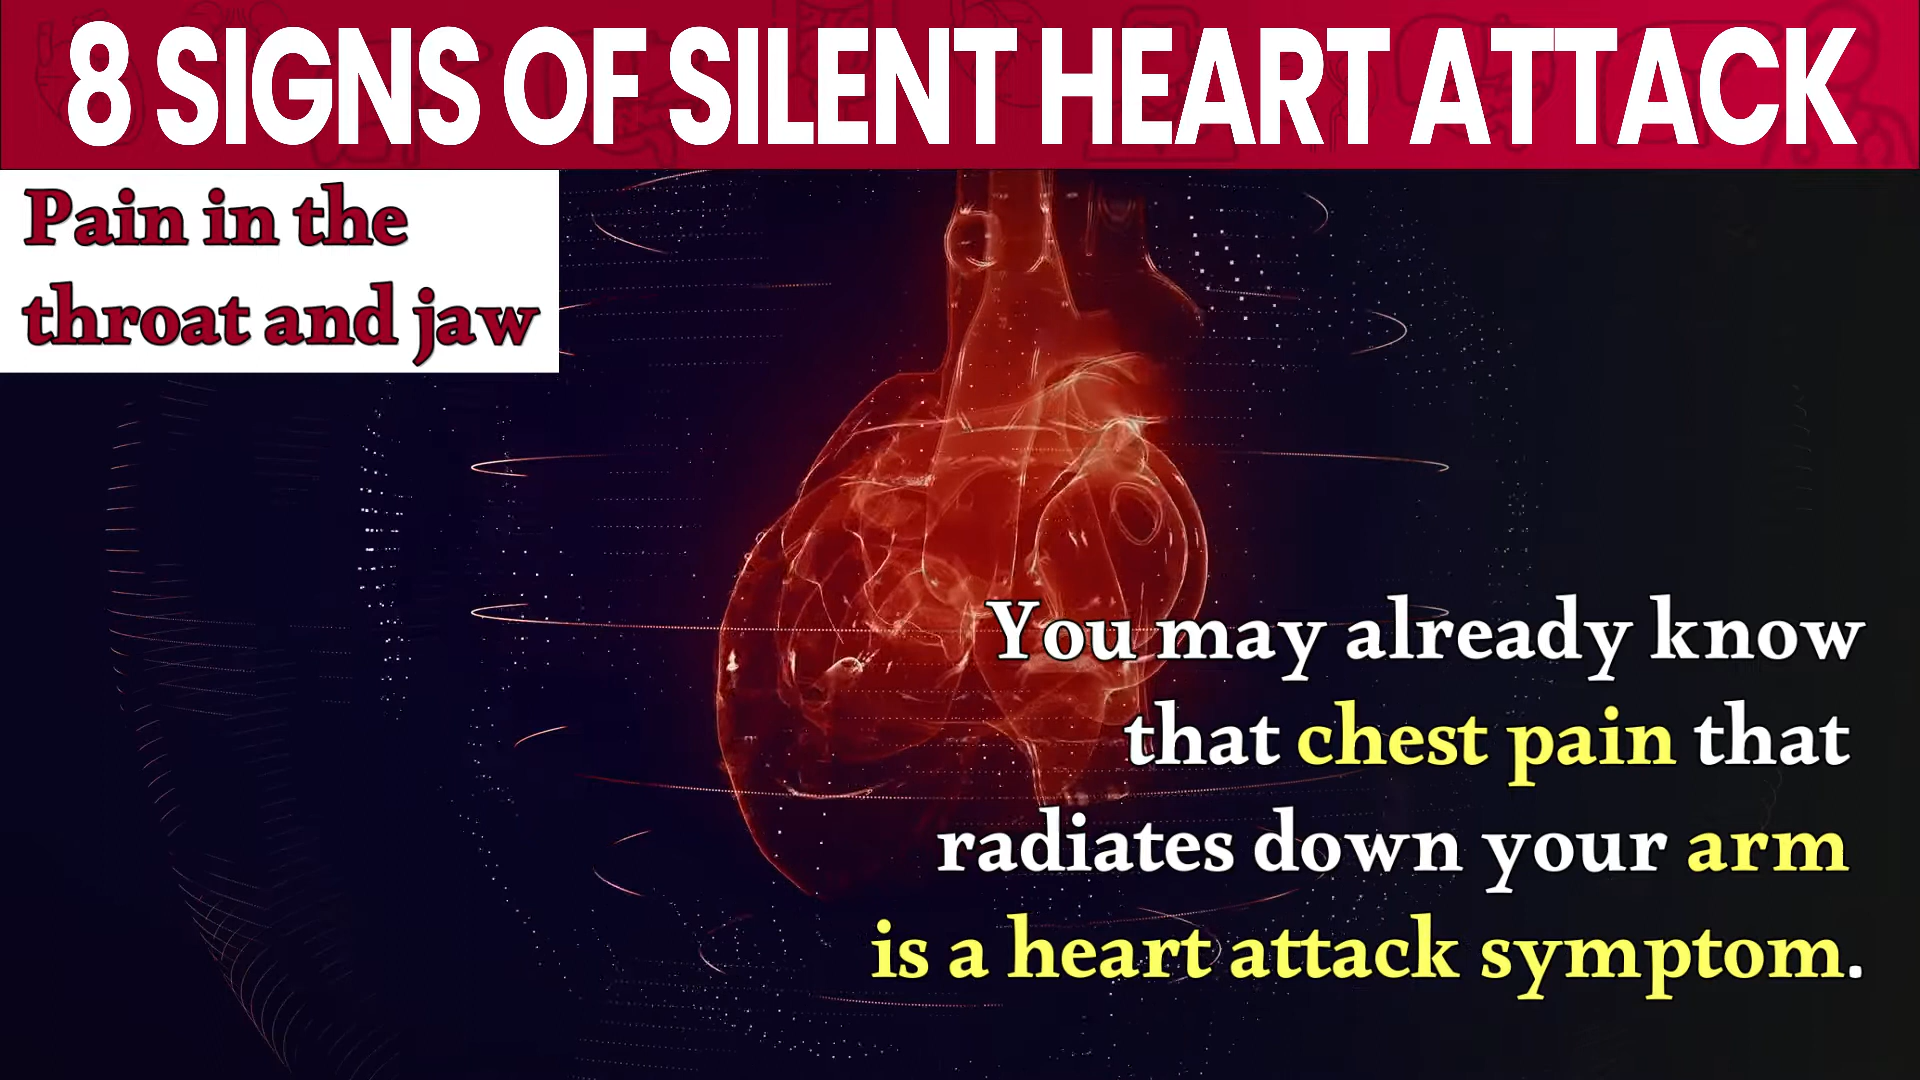 8 SIGNS OF SILENT HEART ATTACK
Pain in the
throat and jaw
You may already know
that chest pain that
radiates down your arm
is a heart attack symptom.